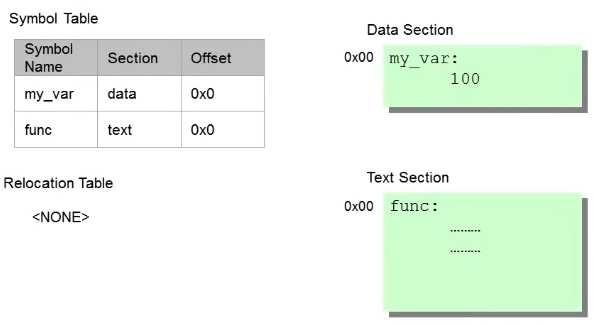 Symbol Table
Symbol Name Section Offset
my_var data 0x0
func text 0x0
Relocation Table
<NONE>
Data Section
0x00 my_var:
100
Text Section
0x00 func:
.........
.........